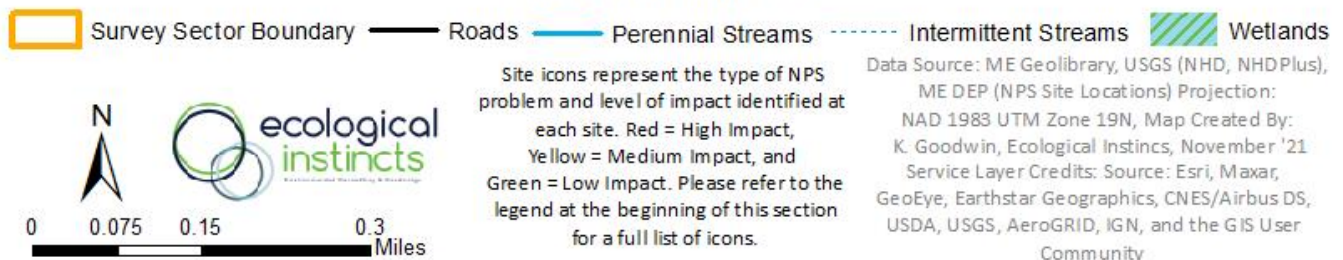 Survey Sector Boundary Roads Perennial Streams Intermittent Streams Wetlands
N
ecological
instincts
0 0.075 0.15 0.3
Miles
Site icons represent the type of NPS
problem and level of impact identified at
each site. Red = High Impact,
Yellow = Medium Impact, and
Green = Low Impact. Please refer to the
legend at the beginning of this section
for a full list of icons.
Data Source: ME Geolibrary, USGS (NHD, NHDPlus),
ME DEP (NPS Site Locations) Projection:
NAD 1983 UTM Zone 19N, Map Created By:
K. Goodwin, Ecological Instincs, November '21
Service Layer Credits: Source: Esri, Maxar,
GeoEye, Earthstar Geographics, CNES/Airbus DS,
USDA, USGS, AeroGRID, IGN, and the GIS User
Community